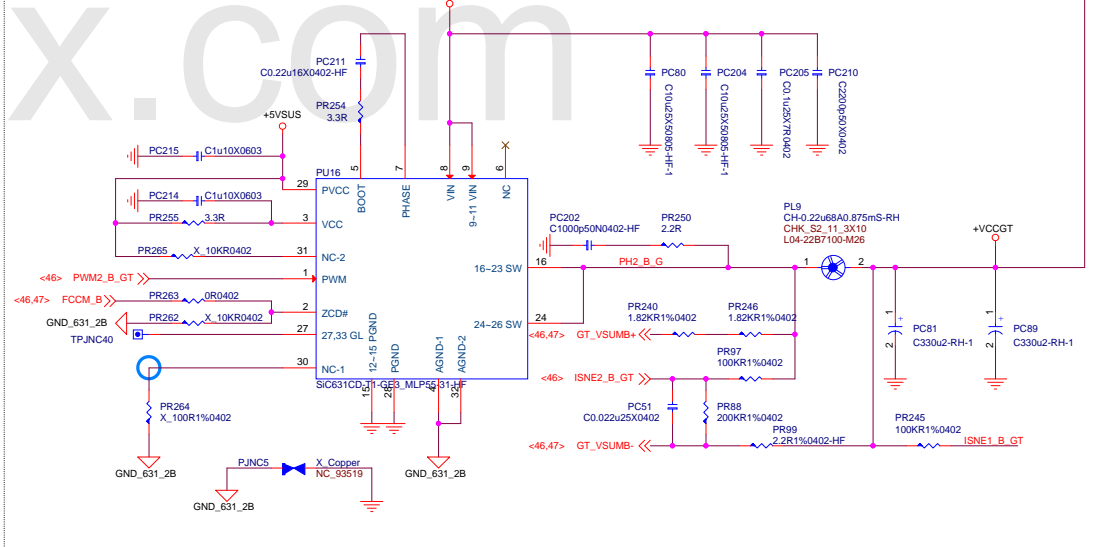 x.com
PC211
C0.22u16X0402-HF
PR254
3.3R
+5VSUS
PC215
C1u10X0603
PC214
C1u10X0603
PR255
3.3R
PR265
X_10KR0402
<46> PWM2_B_GT
<46,47> FCCM_B
PR263
0R0402
PR262
X_10KR0402
GND_631_2B
TPJNC40
PR264
X_100R1%0402
GND_631_2B
PJNC5
X_Copper
NC_93519
GND_631_2B
GND_631_2B
PU16
5
7
8
9
6
BOOT
PHASE
VIN
9~11 VIN
NC
29
PVCC
3
VCC
31
NC-2
1
PWM
2
ZCD#
27
27,33 GL
30
NC-1
12~15 PGND
PGND
AGND-1
AGND-2
15
28
4
32
SiC631CD-T1-GE3_MLP55-31-HF
16~23 SW
16
24~26 SW
24
PC80
C10u25X50805-HF-1
PC204
C10u25X50805-HF-1
PC205
C0.1u25X7R0402
PC210
C2200p50X0402
PC202
C1000p50N0402-HF
PR250
2.2R
PH2_B_G
PL9
CH-0.22u68A0.875mS-RH
CHK_S2_11_3X10
L04-22B7100-M26
1
2
+VCCGT
PR240
1.82KR1%0402
PR246
1.82KR1%0402
<46,47> GT_VSUMB+
PR97
100KR1%0402
<46> ISNE2_B_GT
PC51
C0.022u25X0402
PR88
200KR1%0402
PR99
2.2R1%0402-HF
<46,47> GT_VSUMB-
1
+
2
PC81
C330u2-RH-1
1
+
2
PC89
C330u2-RH-1
PR245
100KR1%0402
ISNE1_B_GT